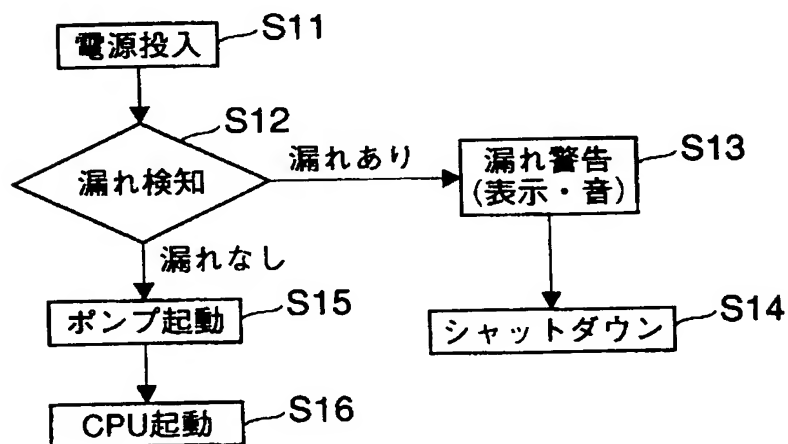 電源投入
S11
漏れ検知
S12
漏れあり
漏れ警告
(表示・音)
S13
シャットダウン
S14
漏れなし
ポンプ起動
S15
CPU起動
S16